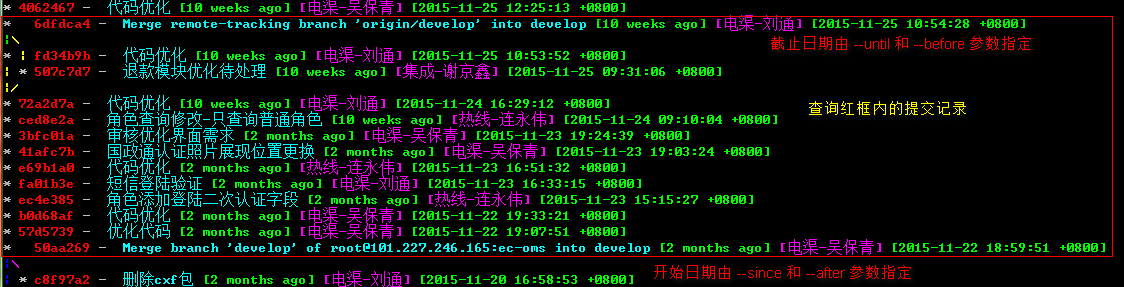 * 4062467 - 代码优化 [10 weeks ago] [电渠-吴保青] [2015-11-25 12:25:13 +0800]
* 6dfdca4 - Merge remote-tracking branch 'origin/develop' into develop [10 weeks ago] [电渠-刘通] [2015-11-25 10:54:28 +0800]
|\
截止日期由 --until 和 --before 参数指定
* | fd34b9b - 代码优化 [10 weeks ago] [电渠-刘通] [2015-11-25 10:53:52 +0800]
| * 507c7d7 - 退款模块优化待处理 [10 weeks ago] [集成-谢京鑫] [2015-11-25 09:31:06 +0800]
|/
* 72a2d7a - 代码优化 [10 weeks ago] [电渠-刘通] [2015-11-24 16:29:12 +0800]
查询红框内的提交记录
* ced8e2a - 角色查询修改-只查询普通角色 [10 weeks ago] [热线-连永伟] [2015-11-24 09:10:04 +0800]
* 3bfc01a - 审核优化界面需求 [2 months ago] [电渠-吴保青] [2015-11-23 19:24:39 +0800]
* 41afc7b - 国政通认证照片展现位置更换 [2 months ago] [电渠-吴保青] [2015-11-23 19:03:24 +0800]
* e69b1a0 - 代码优化 [2 months ago] [热线-连永伟] [2015-11-23 16:51:32 +0800]
* fa01b3e - 短信登陆验证 [2 months ago] [电渠-刘通] [2015-11-23 16:33:15 +0800]
* ec4e385 - 角色添加登陆二次认证字段 [2 months ago] [热线-连永伟] [2015-11-23 15:15:27 +0800]
* b0d68af - 代码优化 [2 months ago] [电渠-吴保青] [2015-11-22 19:33:21 +0800]
* 57d5739 - 优化代码 [2 months ago] [电渠-吴保青] [2015-11-22 19:07:51 +0800]
* 50aa269 - Merge branch 'develop' of root@101.227.246.165:ec-oms into develop [2 months ago] [电渠-吴保青] [2015-11-22 18:59:51 +0800]
|\
开始日期由 --since 和 --after 参数指定
| * c8f97a2 - 删除cxf包 [2 months ago] [电渠-刘通] [2015-11-20 16:58:53 +0800]